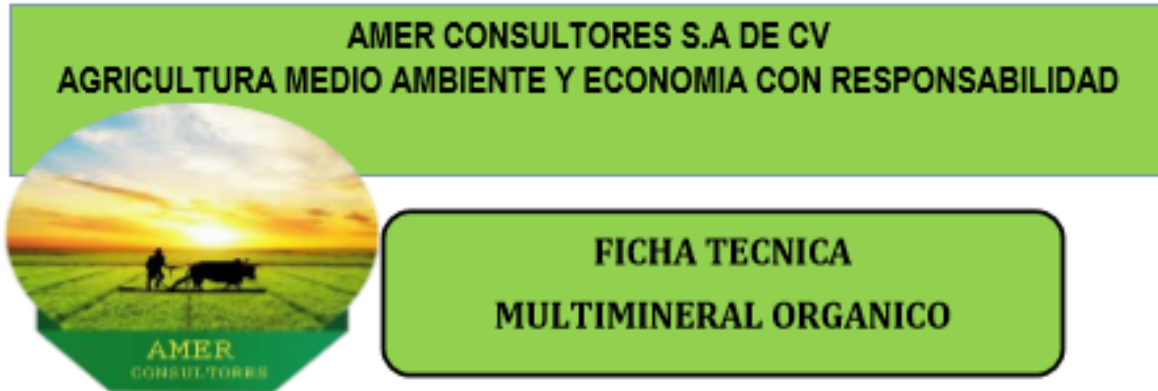 AMER CONSULTORES S.A DE CV
AGRICULTURA MEDIO AMBIENTE Y ECONOMIA CON RESPONSABILIDAD
FICHA TECNICA
MULTIMINERAL ORGANICO
AMER
CONSULTORES